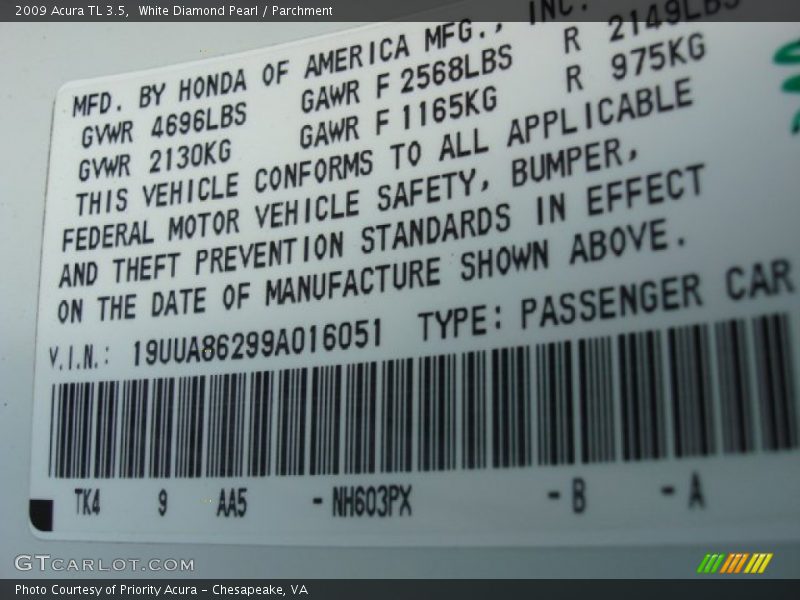 2009 Acura TL 3.5,  White Diamond Pearl / Parchment
MFD. BY HONDA OF AMERICA MFG., INC.
GVWR 4696LBS GAWR F 2568LBS R 2149LBS
GVWR 2130KG GAWR F 1165KG R 975KG
THIS VEHICLE CONFORMS TO ALL APPLICABLE
FEDERAL MOTOR VEHICLE SAFETY, BUMPER,
AND THEFT PREVENTION STANDARDS IN EFFECT
ON THE DATE OF MANUFACTURE SHOWN ABOVE.
V.I.N.: 19UUA86299A016051 TYPE: PASSENGER CAR
TK4 9 AA5 - NH603PX - B - A
GTCARLOT.COM
Photo Courtesy of Priority Acura – Chesapeake, VA